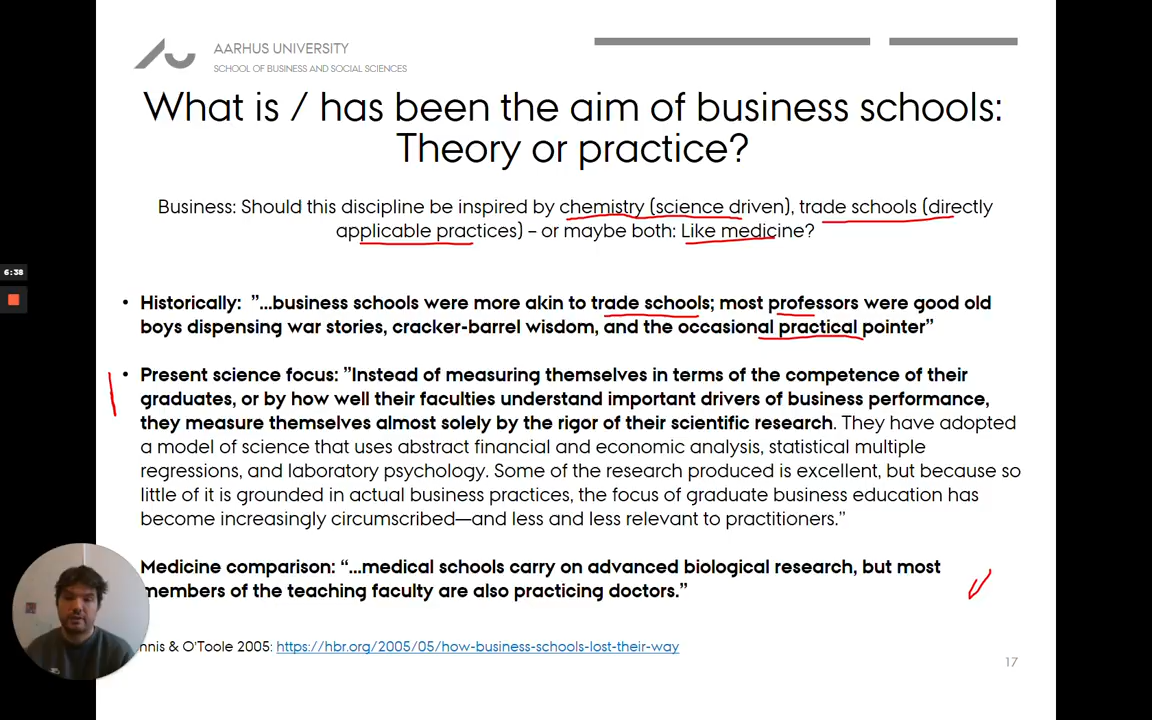 AARHUS UNIVERSITY
SCHOOL OF BUSINESS AND SOCIAL SCIENCES
What is / has been the aim of business schools:
Theory or practice?
Business: Should this discipline be inspired by chemistry (science driven), trade schools (directly
applicable practices) – or maybe both: Like medicine?
6:38
• Historically: ”...business schools were more akin to trade schools; most professors were good old
boys dispensing war stories, cracker-barrel wisdom, and the occasional practical pointer”
• Present science focus: ”Instead of measuring themselves in terms of the competence of their
graduates, or by how well their faculties understand important drivers of business performance,
they measure themselves almost solely by the rigor of their scientific research. They have adopted
a model of science that uses abstract financial and economic analysis, statistical multiple
regressions, and laboratory psychology. Some of the research produced is excellent, but because so
little of it is grounded in actual business practices, the focus of graduate business education has
become increasingly circumscribed—and less and less relevant to practitioners.”
Medicine comparison: “...medical schools carry on advanced biological research, but most
members of the teaching faculty are also practicing doctors.”
nnis & O'Toole 2005: https://hbr.org/2005/05/how-business-schools-lost-their-way
17